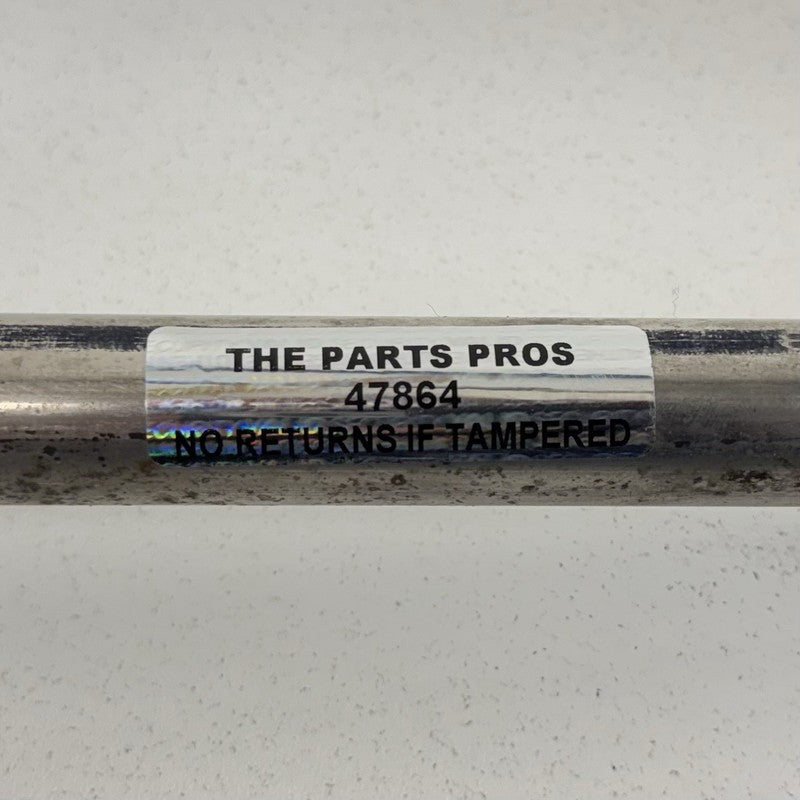 THE PARTS PROS
47864
NO RETURNS IF TAMPERED